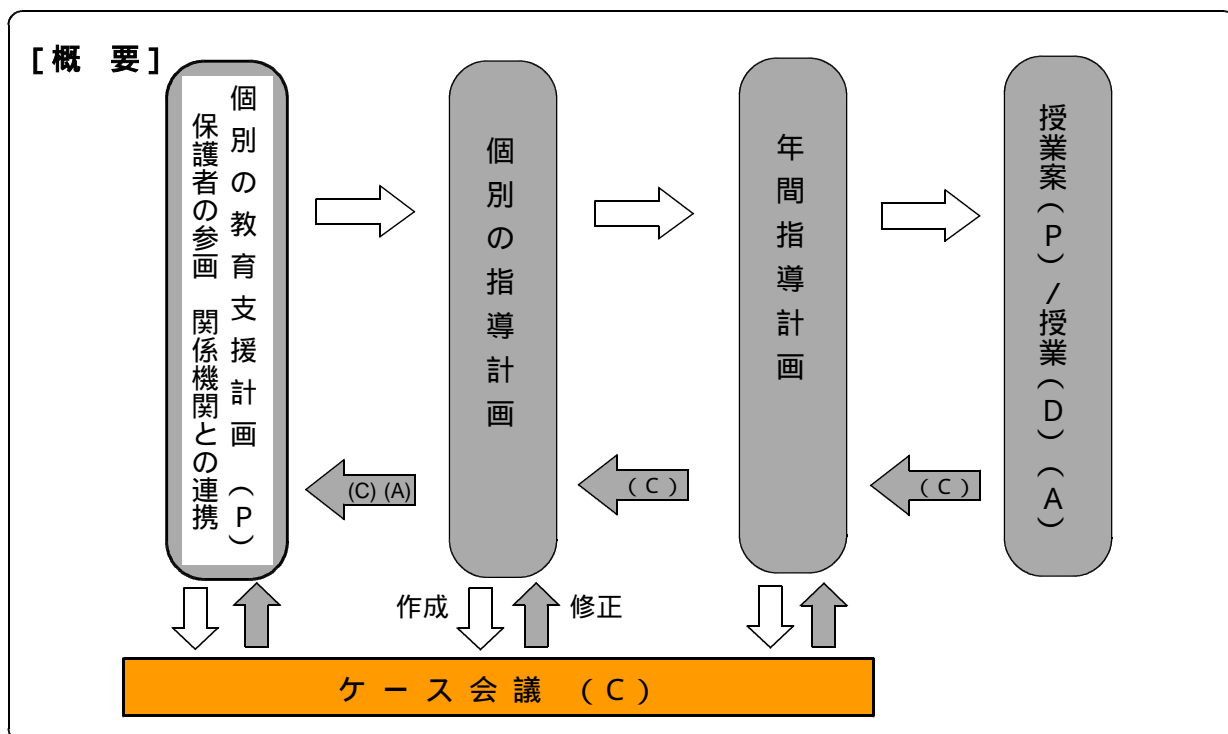 [概　要]
個別の教育支援計画　(P)
保護者の参画　関係機関との連携
個別の指導計画
年間指導計画
授業案(P)/授業(D)(A)
(C) (A)
(C)
(C)
作成
修正
ケース会議 (C)